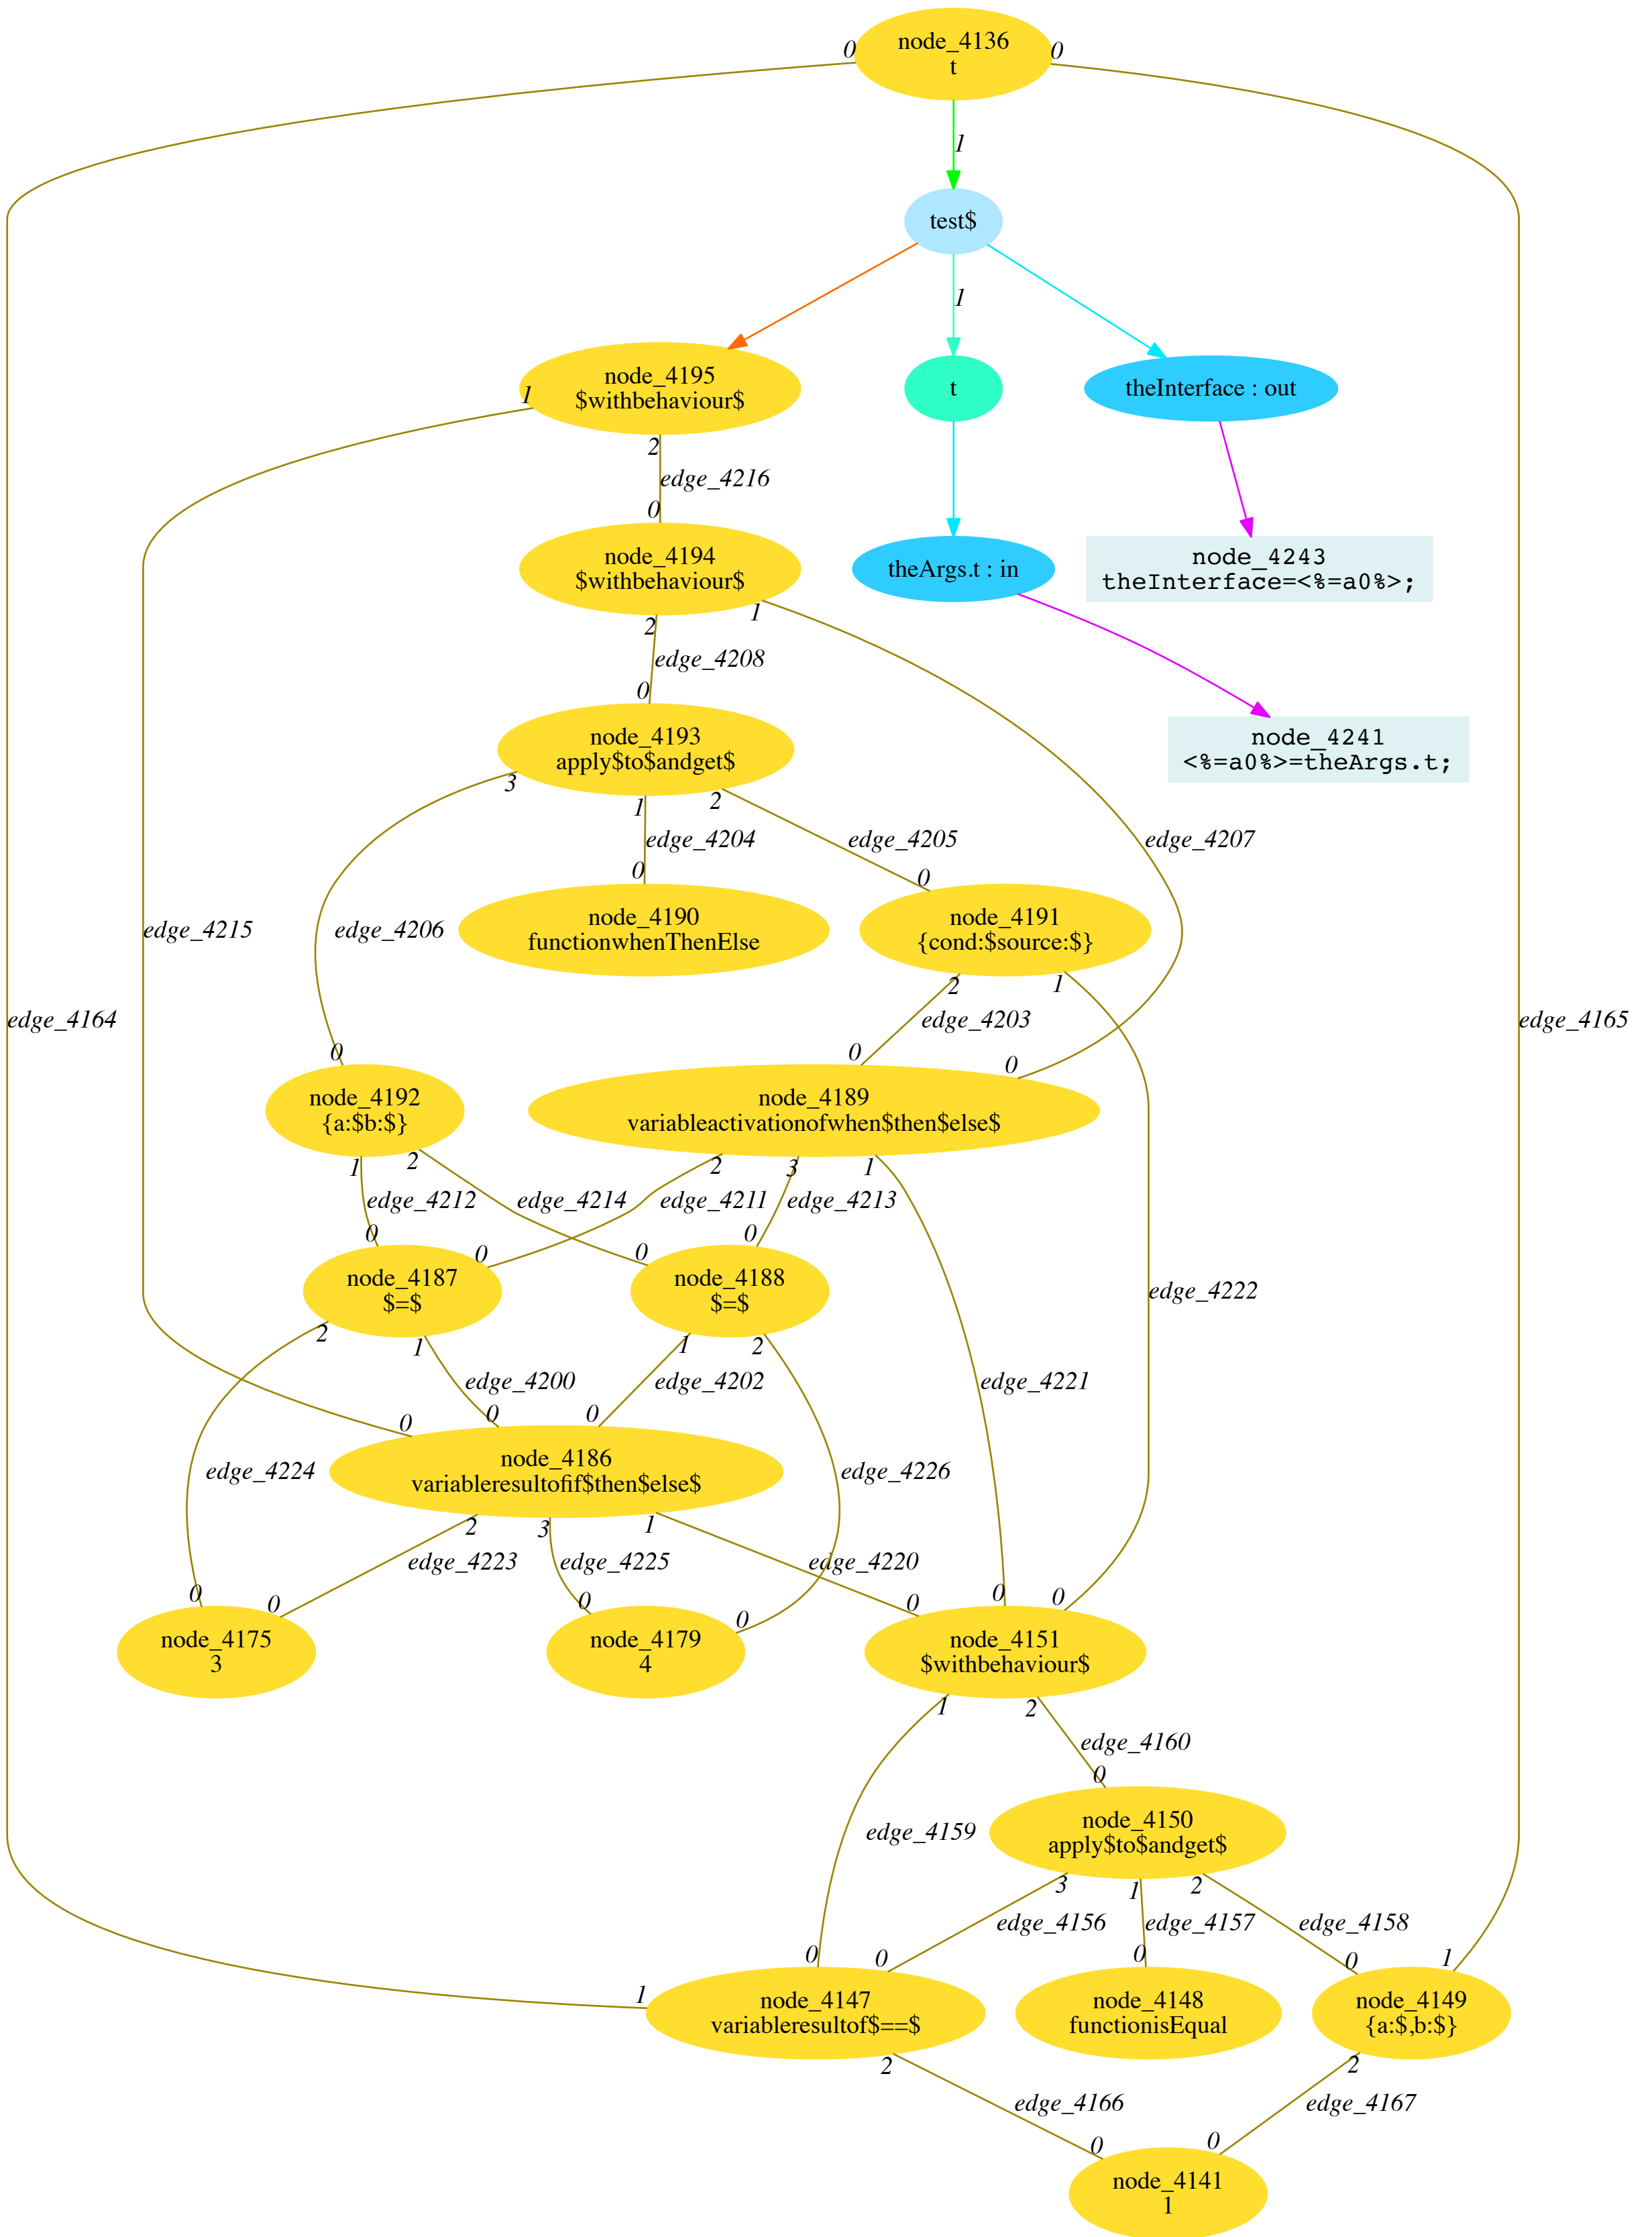 node_4136
t
0
0
1
test$
1
node_4195
$withbehaviour$
t
theInterface : out
1
2
edge_4216
0
node_4194
$withbehaviour$
theArgs.t : in
node_4243
theInterface=<%=a0%>;
2
1
edge_4208
0
node_4193
apply$to$andget$
node_4241
<%=a0%>=theArgs.t;
3
1
2
edge_4204
edge_4205
edge_4207
0
0
edge_4215
edge_4206
node_4190
functionwhenThenElse
node_4191
{cond:$source:$}
2
1
edge_4164
edge_4203
edge_4165
0
0
0
node_4192
{a:$b:$}
node_4189
variableactivationofwhen$then$else$
1
2
2
3
1
edge_4212
edge_4214
edge_4211
edge_4213
0
0
0
0
node_4187
$=$
node_4188
$=$
edge_4222
2
1
1
2
edge_4200
edge_4202
edge_4221
0
0
0
edge_4224
node_4186
variableresultofif$then$else$
edge_4226
2
3
1
edge_4223
edge_4225
edge_4220
0
0
0
0
0
0
0
node_4175
3
node_4179
4
node_4151
$withbehaviour$
1
2
edge_4160
0
edge_4159
node_4150
apply$to$andget$
3
1
2
edge_4156
edge_4157
edge_4158
1
0
0
0
0
1
node_4147
variableresultof$==$
node_4148
functionisEqual
node_4149
{a:$,b:$}
2
2
edge_4166
edge_4167
0
0
node_4141
1